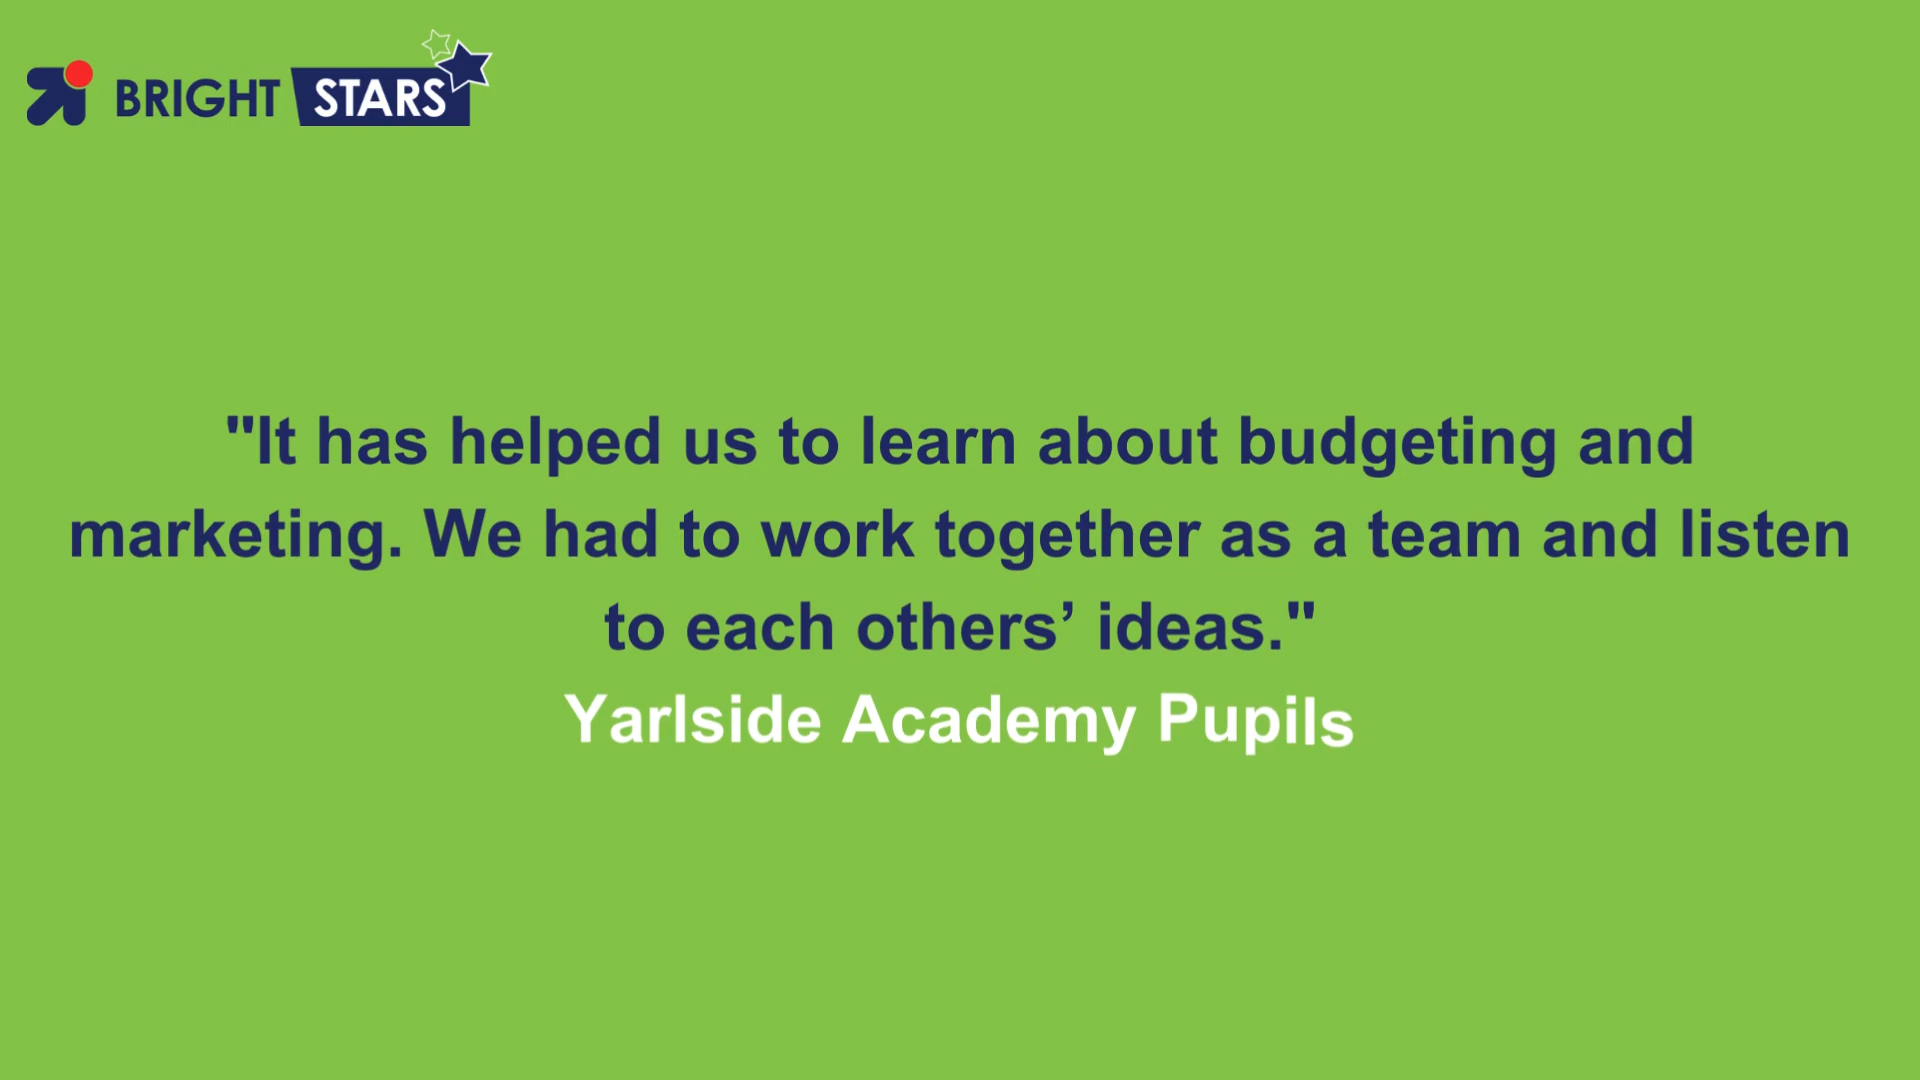 BRIGHT STARS
"It has helped us to learn about budgeting and
marketing. We had to work together as a team and listen
to each others’ ideas."
Yarlside Academy Pupils